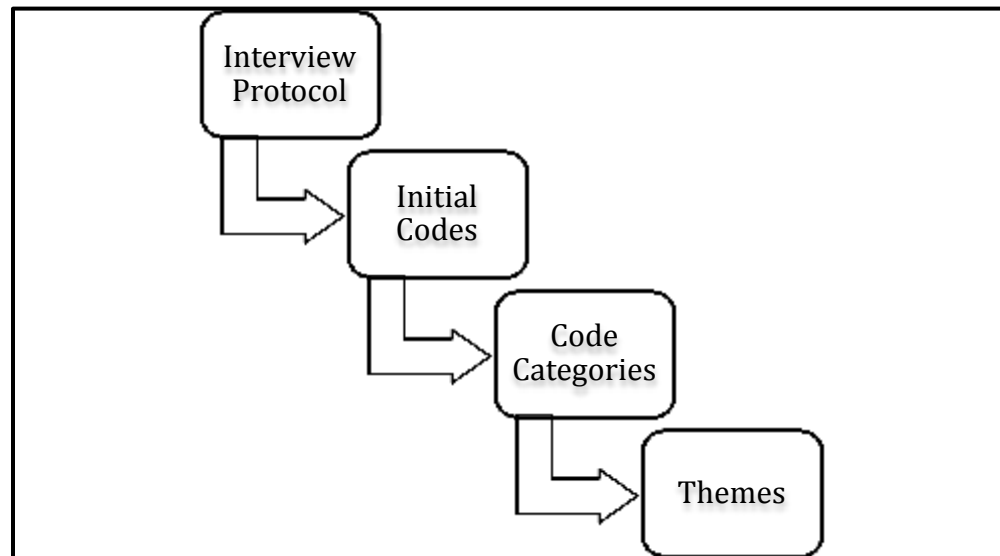 Interview
Protocol
Initial
Codes
Code
Categories
Themes